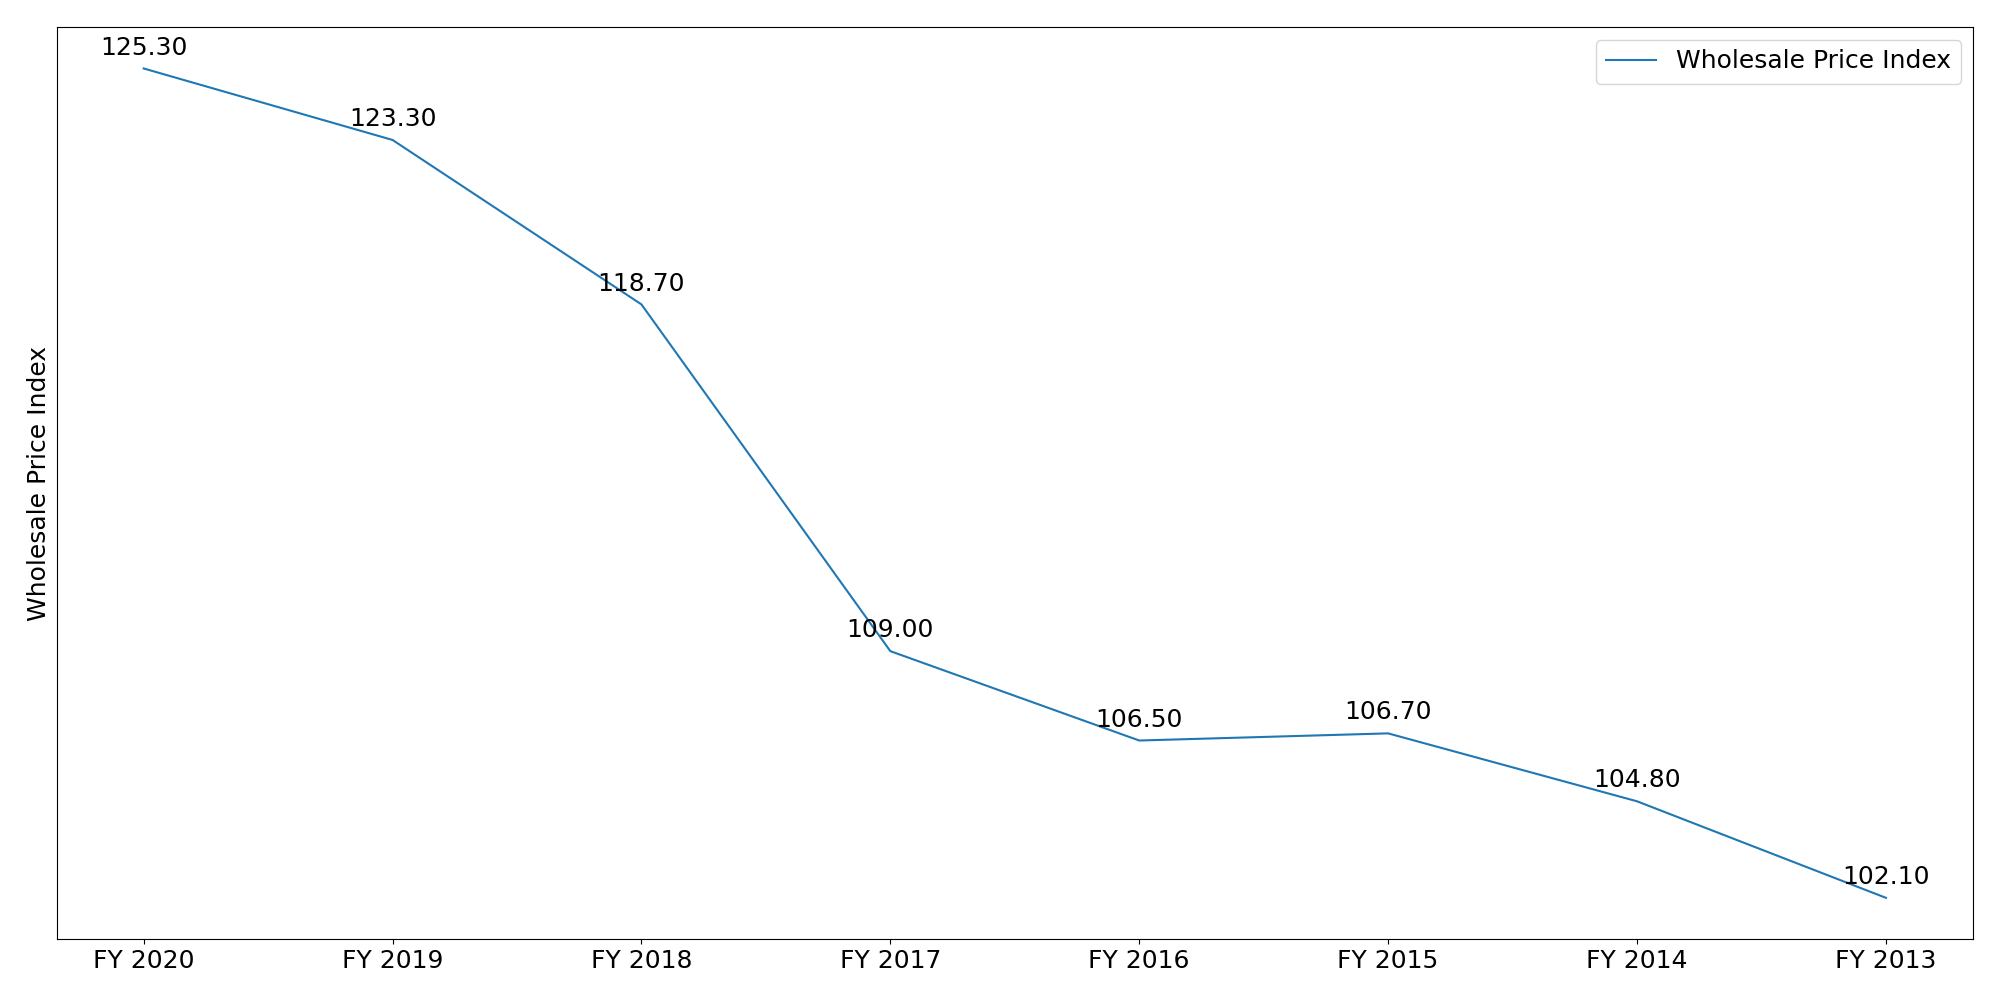 125.30
123.30
118.70
109.00
106.50
106.70
104.80
102.10
Wholesale Price Index
Wholesale Price Index
FY 2020
FY 2019
FY 2018
FY 2017
FY 2016
FY 2015
FY 2014
FY 2013